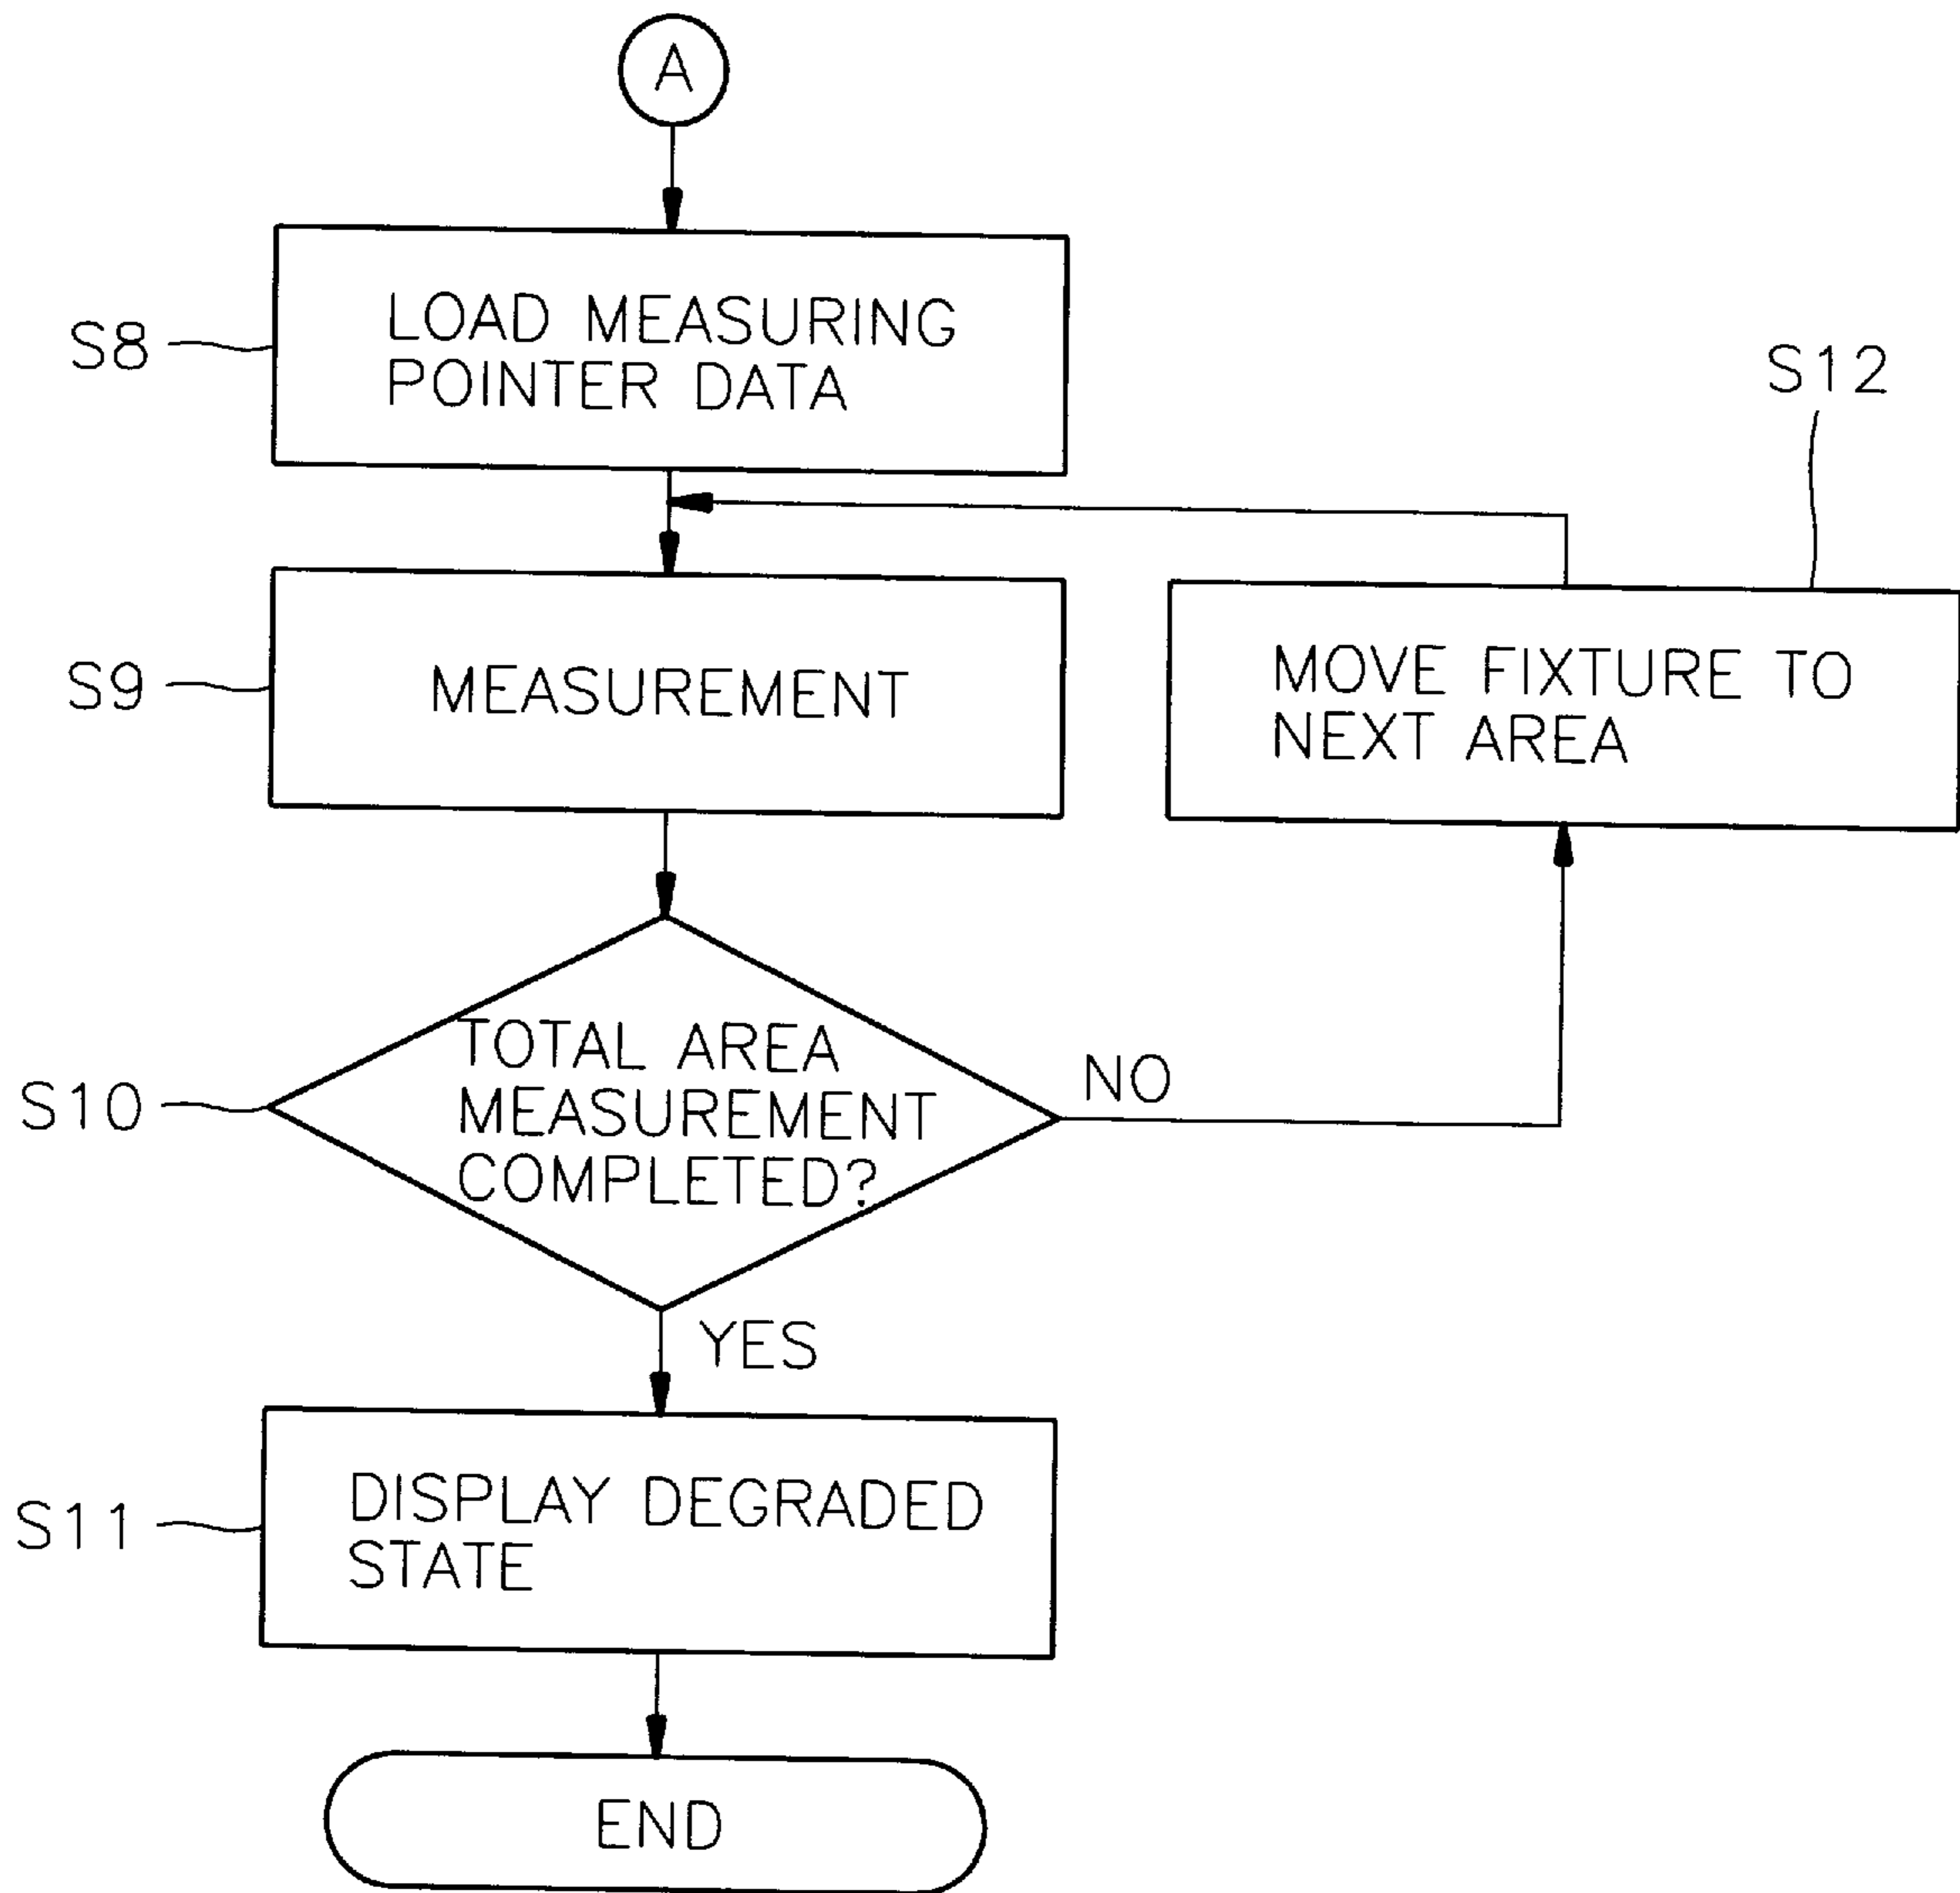 A
S8
LOAD MEASURING
POINTER DATA
S12
S9
MEASUREMENT
MOVE FIXTURE TO
NEXT AREA
S10
TOTAL AREA
MEASUREMENT
COMPLETED?
NO
YES
S11
DISPLAY DEGRADED
STATE
END